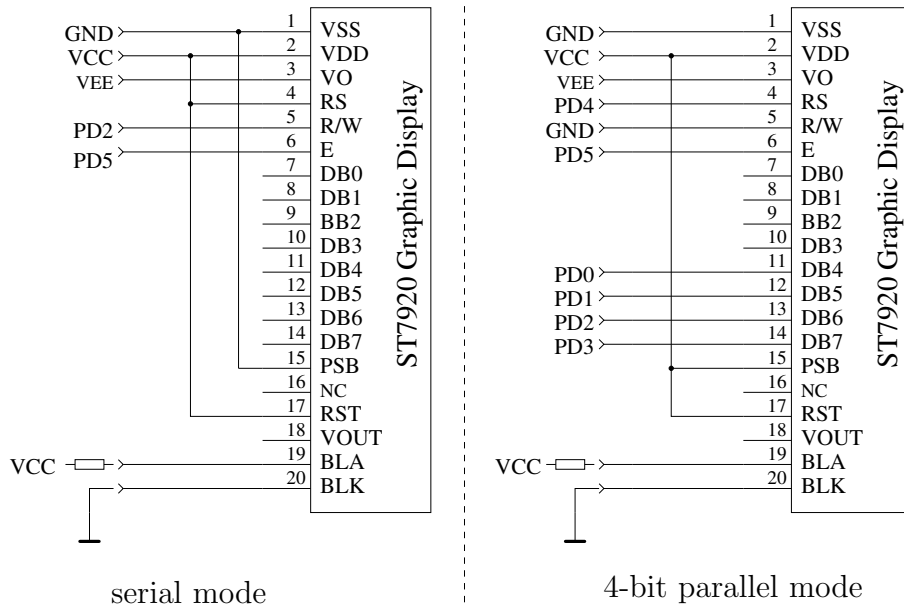 GND 1 VSS
VCC 2 VDD
VEE 3 VO
4 RS
PD2 5 R/W
PD5 6 E
7 DB0
8 DB1
9 BB2
10 DB3
11 DB4
12 DB5
13 DB6
14 DB7
15 PSB
16 NC
17 RST
18 VOUT
VCC 19 BLA
20 BLK
ST7920 Graphic Display
serial mode
GND 1 VSS
VCC 2 VDD
VEE 3 VO
PD4 4 RS
GND 5 R/W
PD5 6 E
7 DB0
8 DB1
9 BB2
10 DB3
PD0 11 DB4
PD1 12 DB5
PD2 13 DB6
PD3 14 DB7
15 PSB
16 NC
17 RST
18 VOUT
VCC 19 BLA
20 BLK
ST7920 Graphic Display
4-bit parallel mode